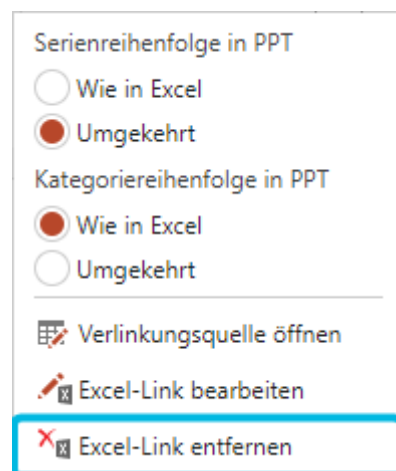 Serienreihenfolge in PPT
Wie in Excel
Umgekehrt
Kategoriereihenfolge in PPT
Wie in Excel
Umgekehrt
Verlinkungsquelle öffnen
Excel-Link bearbeiten
Excel-Link entfernen